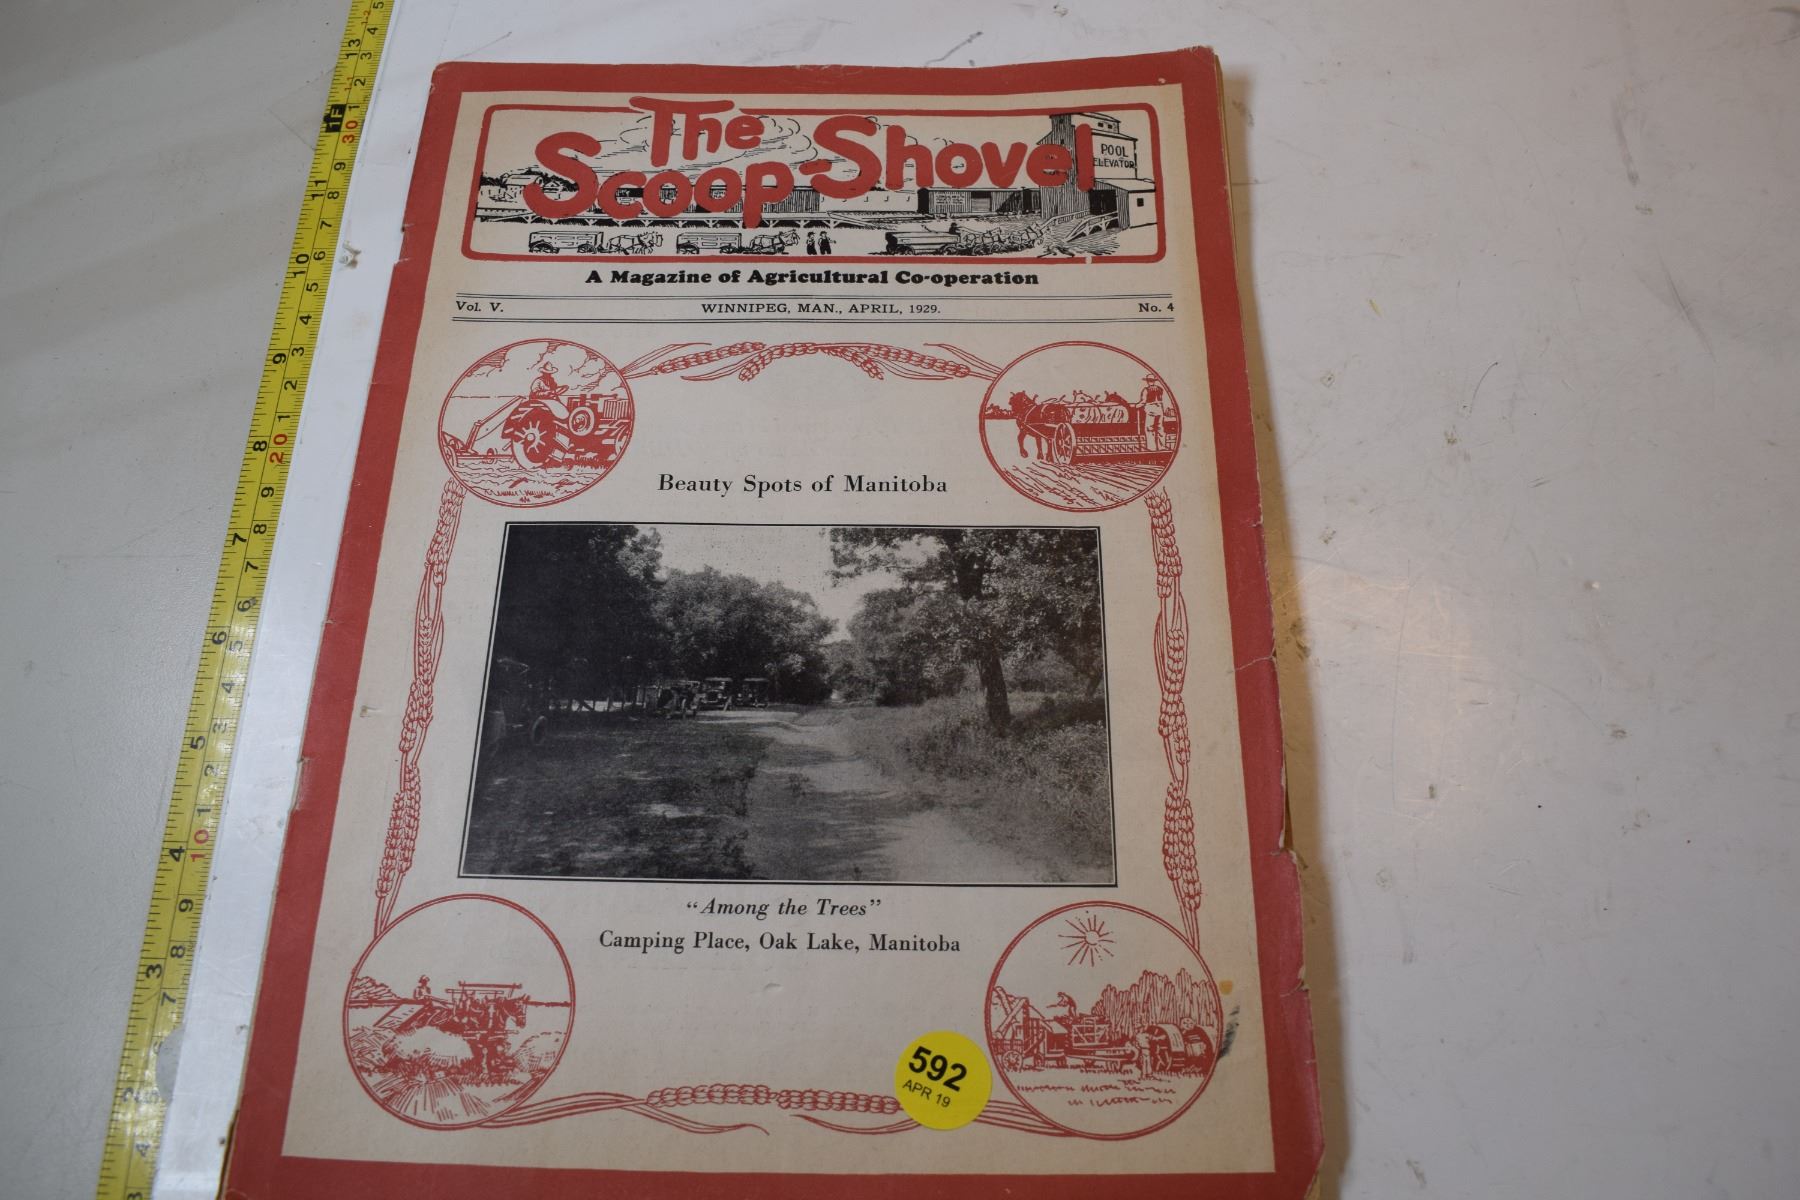 The
Scoop-Shovel
POOL
ELEVATOR
A Magazine of Agricultural Co-operation
Vol. V. WINNIPEG, MAN., APRIL, 1929. No. 4
Beauty Spots of Manitoba
"Among the Trees"
Camping Place, Oak Lake, Manitoba
592
APR 19